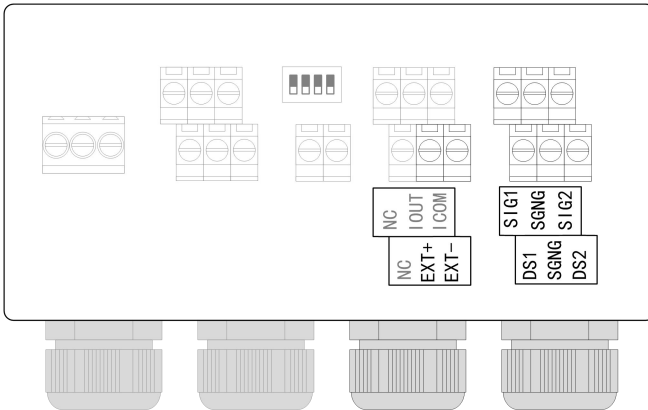 NC
IOUT
ICOM
SIG1
SGNG
SIG2
NC
EXT+
EXT-
DS1
SGNG
DS2